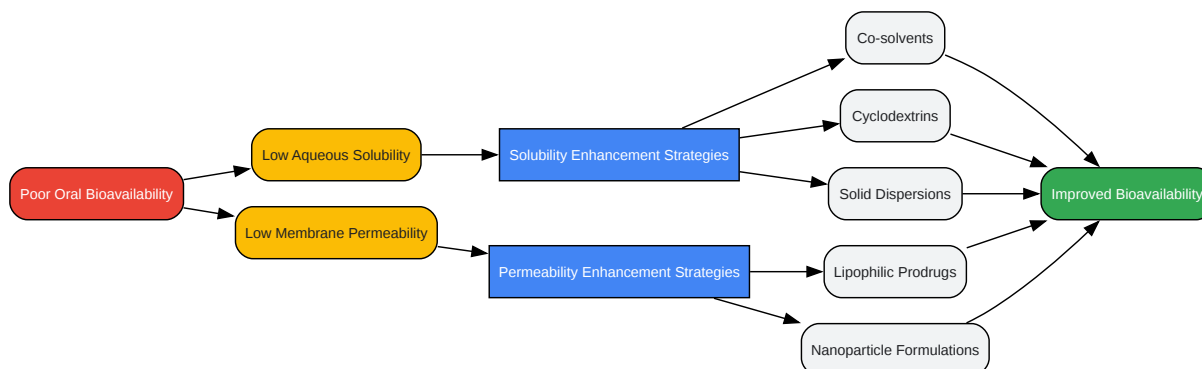 Co-solvents
Cyclodextrins
Low Aqueous Solubility
Solubility Enhancement Strategies
Poor Oral Bioavailability
Solid Dispersions
Improved Bioavailability
Low Membrane Permeability
Permeability Enhancement Strategies
Lipophilic Prodrugs
Nanoparticle Formulations